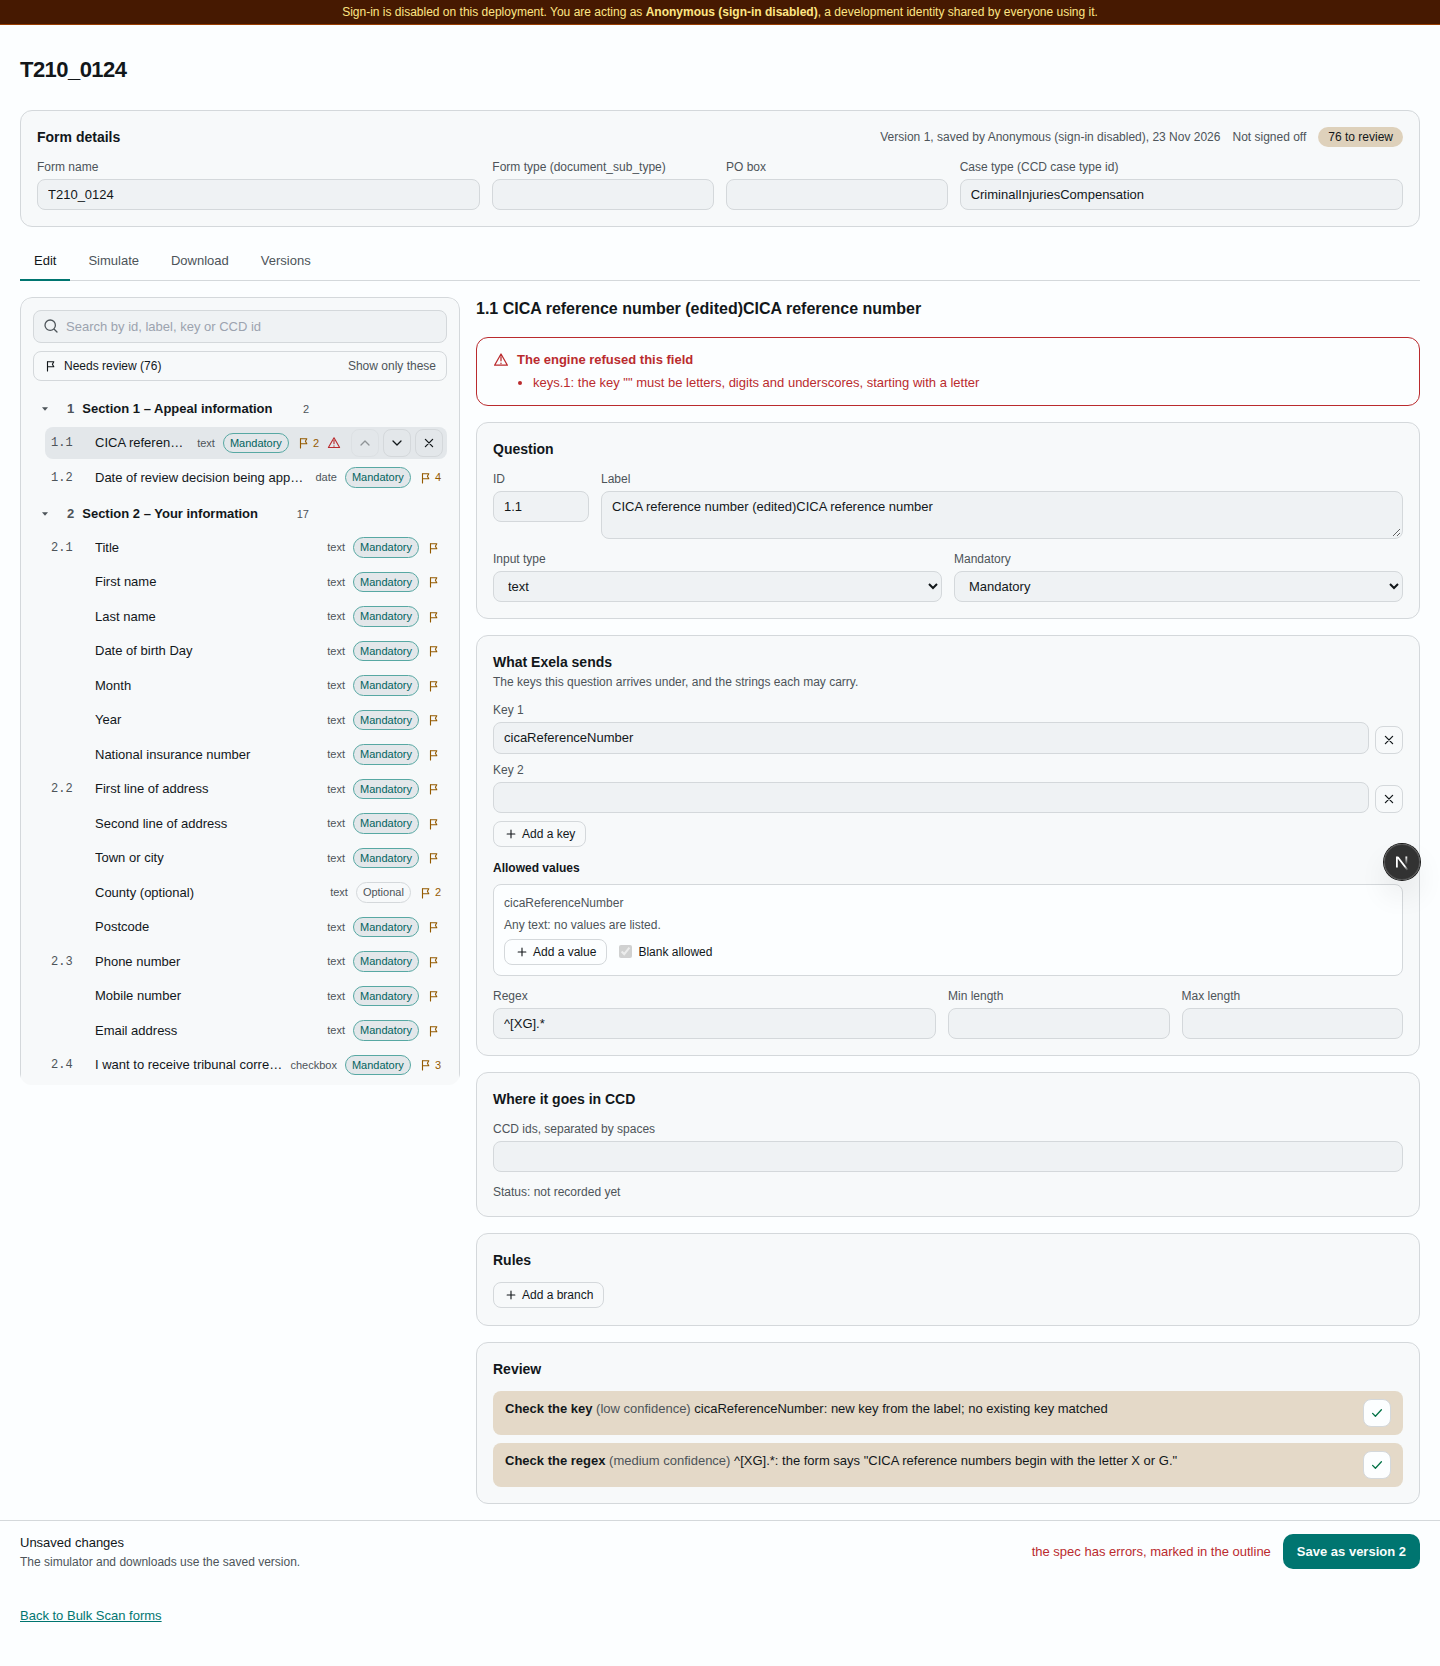 Sign-in is disabled on this deployment. You are acting as Anonymous (sign-in disabled), a development identity shared by everyone using it.
T210_0124
Form details
Version 1, saved by Anonymous (sign-in disabled), 23 Nov 2026 Not signed off 76 to review
Form name Form type (document_sub_type) PO box Case type (CCD case type id)
T210_0124 CriminalInjuriesCompensation
Edit Simulate Download Versions
Search by id, label, key or CCD id
Needs review (76) Show only these
1 Section 1 – Appeal information 2
1.1 CICA referen... text Mandatory 2
1.2 Date of review decision being app... date Mandatory 4
2 Section 2 – Your information 17
2.1 Title text Mandatory
First name text Mandatory
Last name text Mandatory
Date of birth Day text Mandatory
Month text Mandatory
Year text Mandatory
National insurance number text Mandatory
2.2 First line of address text Mandatory
Second line of address text Mandatory
Town or city text Mandatory
County (optional) text Optional 2
Postcode text Mandatory
2.3 Phone number text Mandatory
Mobile number text Mandatory
Email address text Mandatory
2.4 I want to receive tribunal corre... checkbox Mandatory 3
1.1 CICA reference number (edited)CICA reference number
The engine refused this field
• keys.1: the key "" must be letters, digits and underscores, starting with a letter
Question
ID Label
1.1 CICA reference number (edited)CICA reference number
Input type Mandatory
text Mandatory
What Exela sends
The keys this question arrives under, and the strings each may carry.
Key 1
cicaReferenceNumber
Key 2
Add a key
Allowed values
cicaReferenceNumber
Any text: no values are listed.
Add a value Blank allowed
Regex Min length Max length
^[XG].*
Where it goes in CCD
CCD ids, separated by spaces
Status: not recorded yet
Rules
Add a branch
Review
Check the key (low confidence) cicaReferenceNumber: new key from the label; no existing key matched
Check the regex (medium confidence) ^[XG].*: the form says "CICA reference numbers begin with the letter X or G."
Unsaved changes
The simulator and downloads use the saved version.
the spec has errors, marked in the outline Save as version 2
Back to Bulk Scan forms